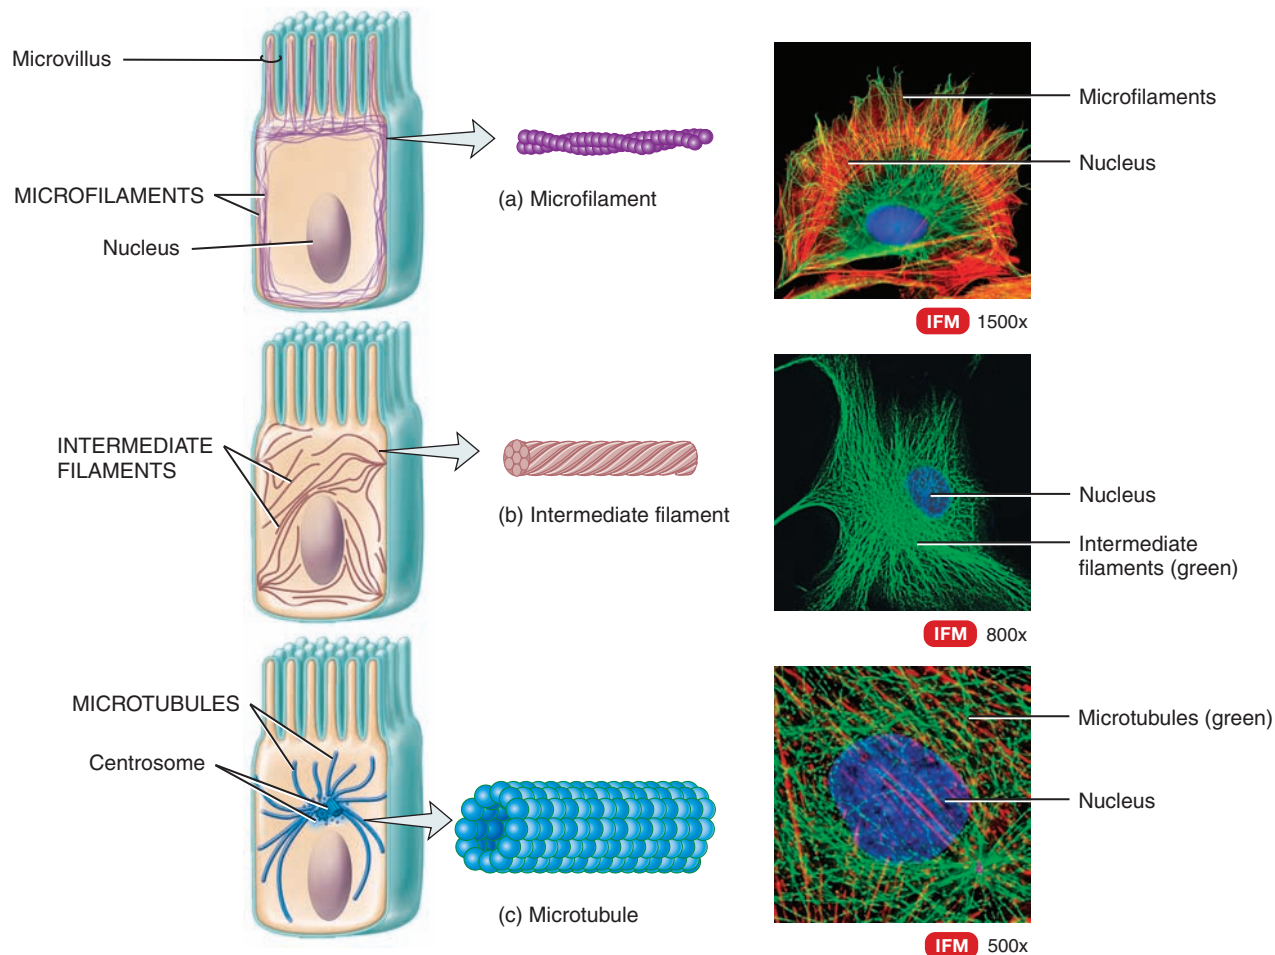 Microvillus
MICROFILAMENTS
Nucleus
(a) Microfilament
Microfilaments
Nucleus
IFM 1500x
INTERMEDIATE
FILAMENTS
(b) Intermediate filament
Nucleus
Intermediate
filaments (green)
IFM 800x
MICROTUBULES
Centrosome
(c) Microtubule
Microtubules (green)
Nucleus
IFM 500x